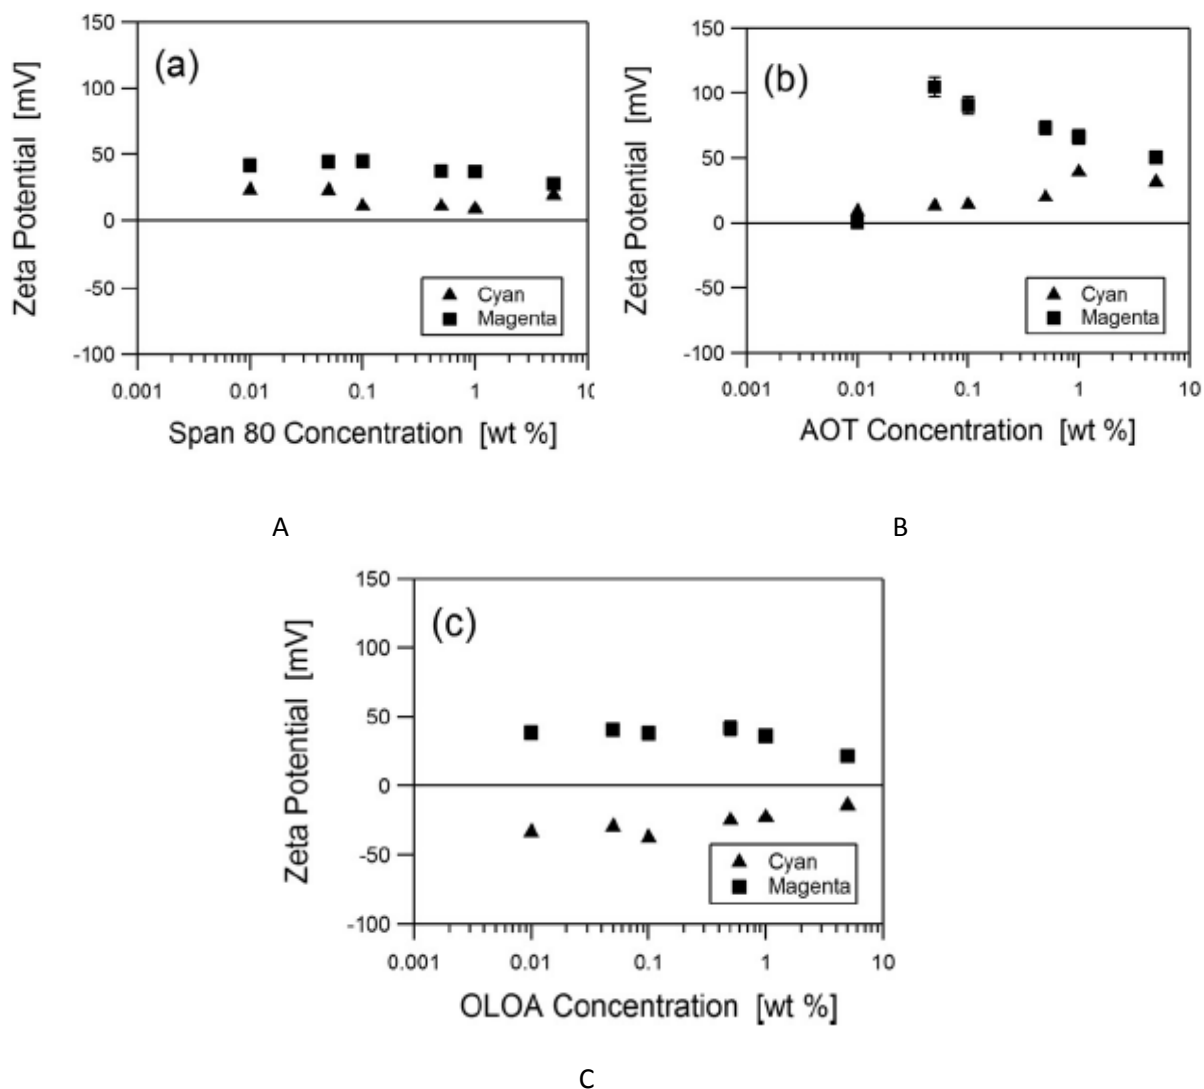 150
100
50
0
-50
-100
Zeta Potential [mV]
(a)
Cyan
Magenta
0.001 0.01 0.1 1 10
Span 80 Concentration [wt %]
A
150
100
50
0
-50
-100
Zeta Potential [mV]
(b)
Cyan
Magenta
0.001 0.01 0.1 1 10
AOT Concentration [wt %]
B
150
100
50
0
-50
-100
Zeta Potential [mV]
(c)
Cyan
Magenta
0.001 0.01 0.1 1 10
OLOA Concentration [wt %]
C